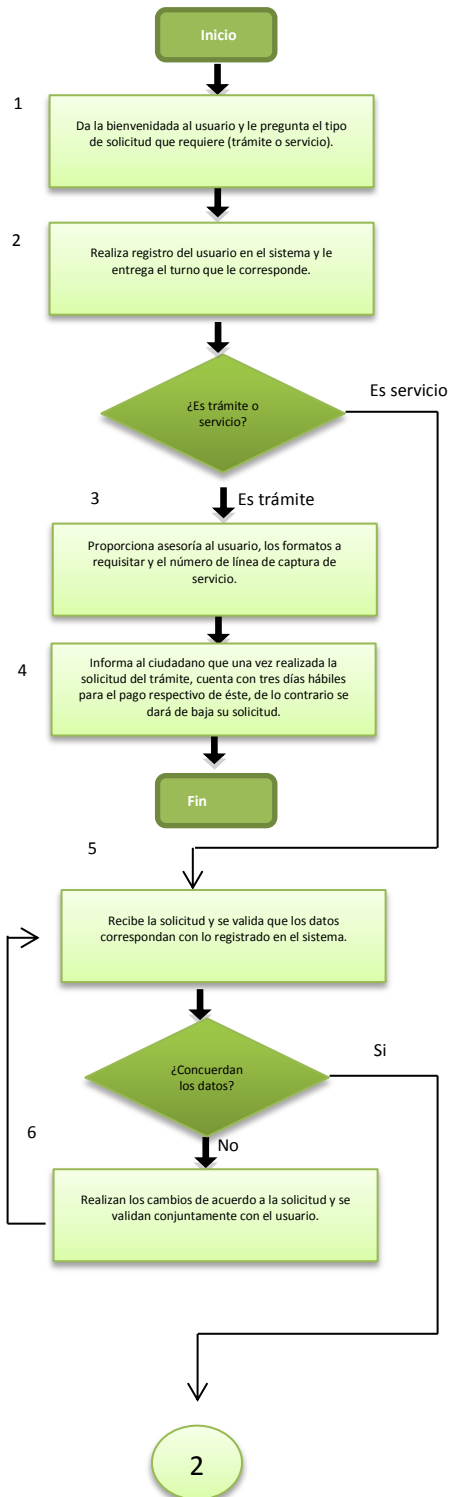 Inicio
1
Da la bienvenidada al usuario y le pregunta el tipo
de solicitud que requiere (trámite o servicio).
2
Realiza registro del usuario en el sistema y le
entrega el turno que le corresponde.
¿Es trámite o
servicio?
Es servicio
3
Es trámite
Proporciona asesoría al usuario, los formatos a
requisitar y el número de línea de captura de
servicio.
4
Informa al ciudadano que una vez realizada la
solicitud del trámite, cuenta con tres días hábiles
para el pago respectivo de éste, de lo contrario se
dará de baja su solicitud.
Fin
5
Recibe la solicitud y se valida que los datos
correspondan con lo registrado en el sistema.
¿Concuerdan
los datos?
Si
6
No
Realizan los cambios de acuerdo a la solicitud y se
validan conjuntamente con el usuario.
2